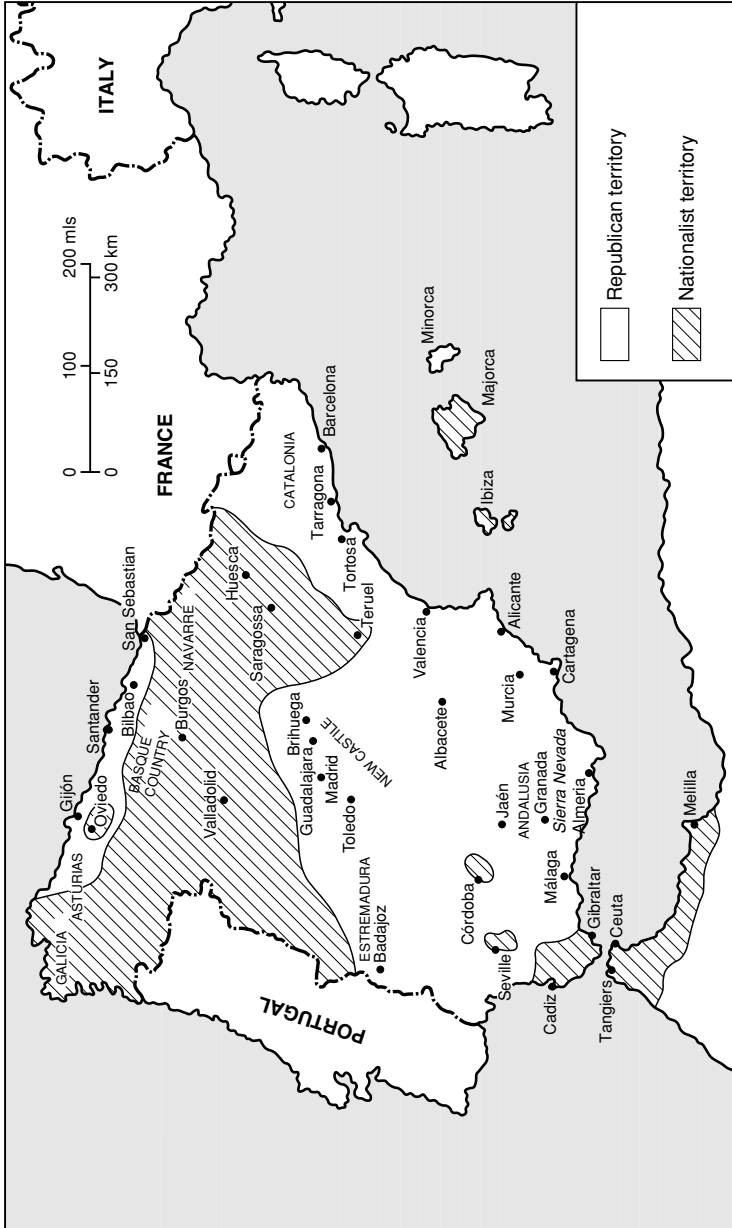 ITALY
200 mls
300 km
100
150
0
0
FRANCE
San Sebastian
Santander
Bilbao
Gijón
Oviedo
BASQUE
COUNTRY
NAVARRE
Burgos
ASTURIAS
GALICIA
Valladolid
Huesca
Saragossa
Teruel
CATALONIA
Barcelona
Tarragona
Tortosa
Minorca
Majorca
Ibiza
Brihuega
Guadalajara
Madrid
Toledo
NEW CASTILE
Valencia
Albacete
Alicante
Murcia
Cartagena
ESTREMADURA
Badajoz
PORTUGAL
Córdoba
Seville
Jaén
ANDALUSIA
Granada
Sierra Nevada
Almeria
Málaga
Cadiz
Gibraltar
Ceuta
Tangiers
Melilla
Republican territory
Nationalist territory